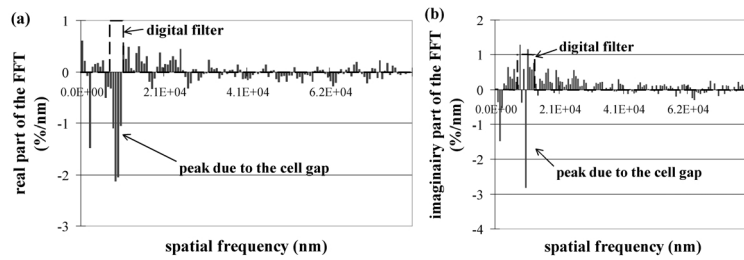 (a)
digital filter
1
0
-1
-2
-3
0.0E+00
2.1E+04
4.1E+04
6.2E+04
real part of the FFT
(%/nm)
peak due to the cell gap
spatial frequency (nm)
(b)
digital filter
2
1
0
-1
-2
-3
-4
0.0E+00
2.1E+04
4.1E+04
6.2E+04
imaginairy part of the FFT
(%/nm)
peak due to the cell gap
spatial frequency (nm)